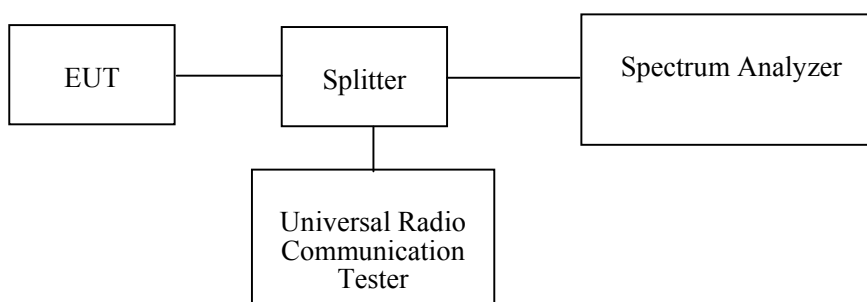 EUT
Splitter
Spectrum Analyzer
Universal Radio
Communication
Tester